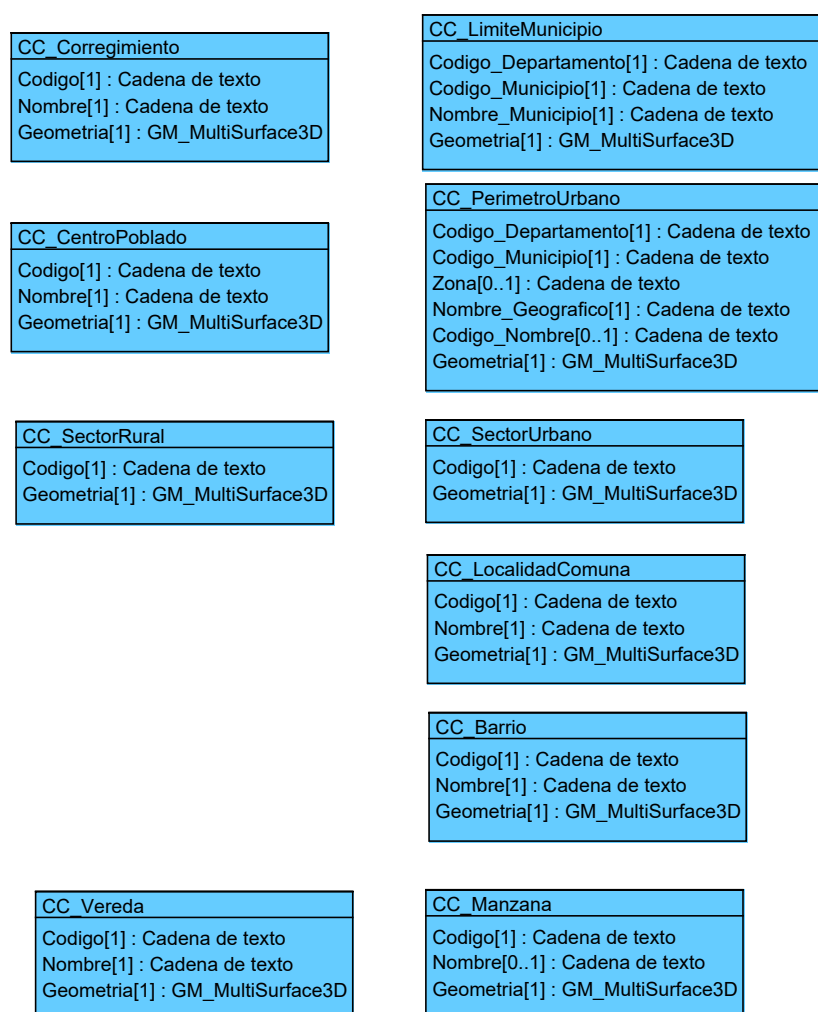 CC_Corregimiento
Codigo[1] : Cadena de texto
Nombre[1] : Cadena de texto
Geometria[1] : GM_MultiSurface3D
CC_LimiteMunicipio
Codigo_Departamento[1] : Cadena de texto
Codigo_Municipio[1] : Cadena de texto
Nombre_Municipio[1] : Cadena de texto
Geometria[1] : GM_MultiSurface3D
CC_CentroPoblado
Codigo[1] : Cadena de texto
Nombre[1] : Cadena de texto
Geometria[1] : GM_MultiSurface3D
CC_PerimetroUrbano
Codigo_Departamento[1] : Cadena de texto
Codigo_Municipio[1] : Cadena de texto
Zona[0..1] : Cadena de texto
Nombre_Geografico[1] : Cadena de texto
Codigo_Nombre[0..1] : Cadena de texto
Geometria[1] : GM_MultiSurface3D
CC_SectorRural
Codigo[1] : Cadena de texto
Geometria[1] : GM_MultiSurface3D
CC_SectorUrbano
Codigo[1] : Cadena de texto
Geometria[1] : GM_MultiSurface3D
CC_LocalidadComuna
Codigo[1] : Cadena de texto
Nombre[1] : Cadena de texto
Geometria[1] : GM_MultiSurface3D
CC_Barrio
Codigo[1] : Cadena de texto
Nombre[1] : Cadena de texto
Geometria[1] : GM_MultiSurface3D
CC_Vereda
Codigo[1] : Cadena de texto
Nombre[1] : Cadena de texto
Geometria[1] : GM_MultiSurface3D
CC_Manzana
Codigo[1] : Cadena de texto
Nombre[0..1] : Cadena de texto
Geometria[1] : GM_MultiSurface3D